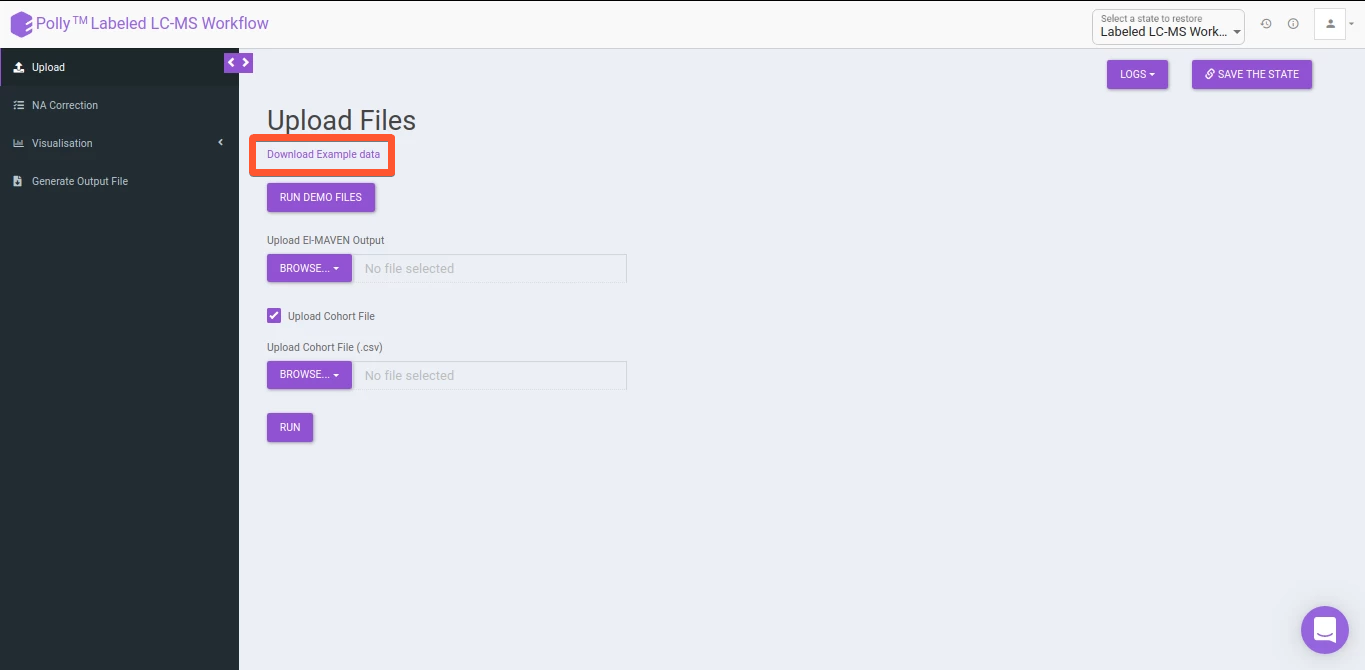 Polly™ Labeled LC-MS Workflow
Select a state to restore
Labeled LC-MS Work...
Upload
NA Correction
Visualisation
Generate Output File
LOGS
SAVE THE STATE
Upload Files
Download Example data
RUN DEMO FILES
Upload El-MAVEN Output
BROWSE...
No file selected
Upload Cohort File
Upload Cohort File (.csv)
BROWSE...
No file selected
RUN